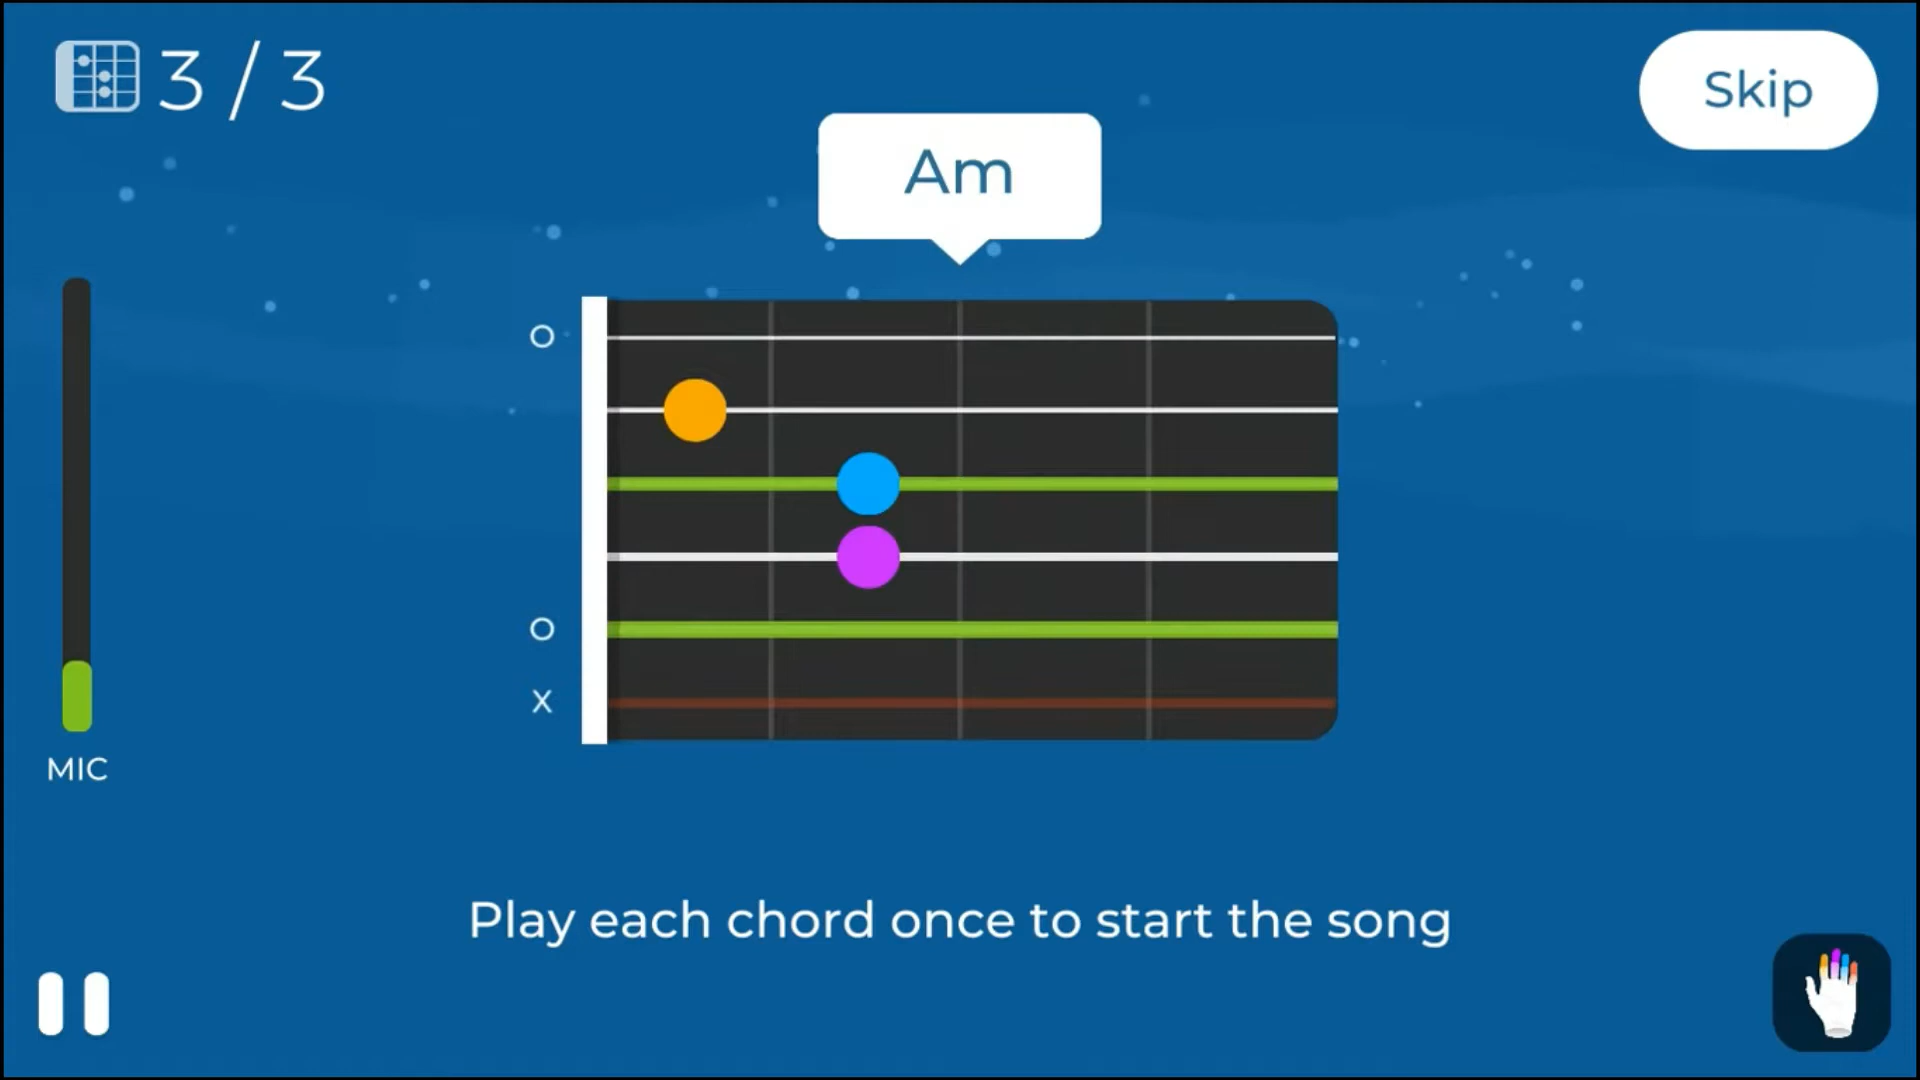 3 / 3
Skip
Am
O
O
X
MIC
Play each chord once to start the song